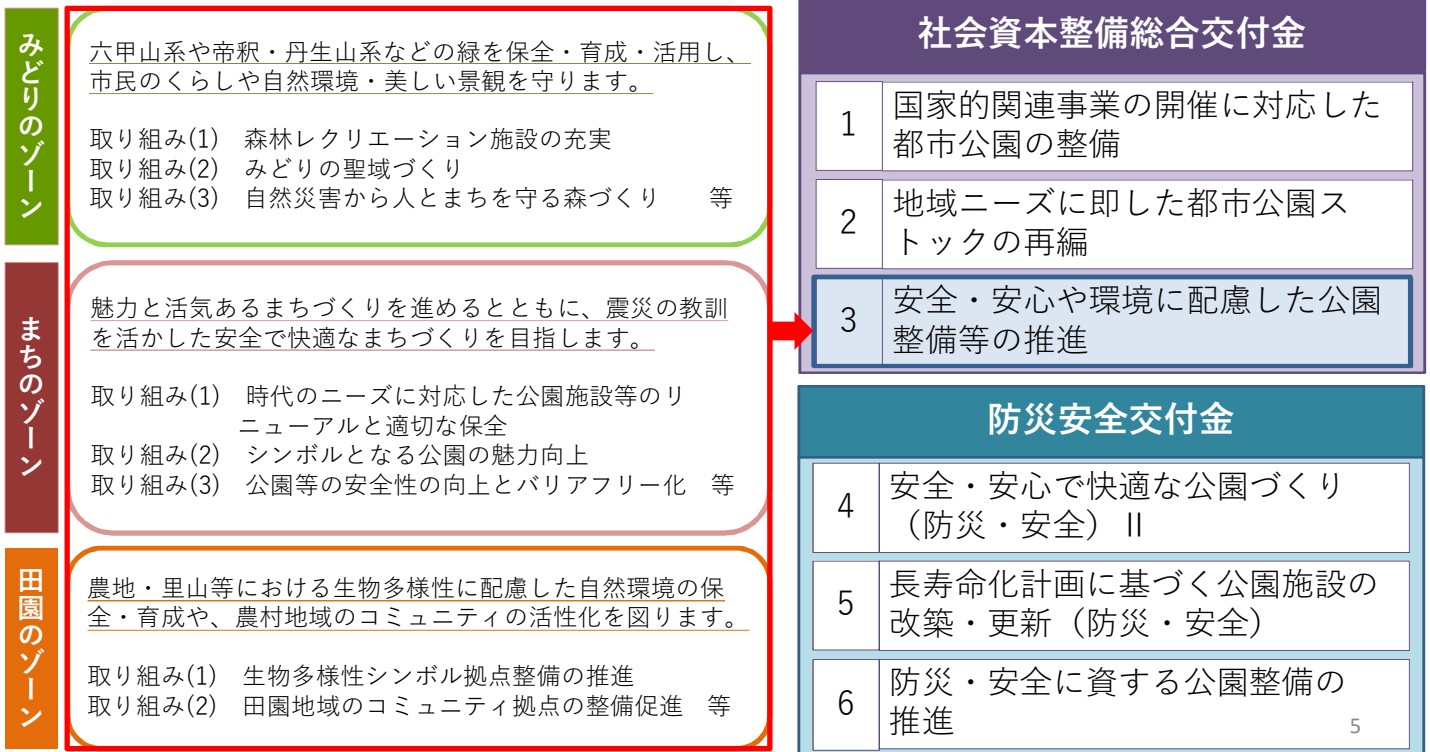 みどりのゾーン
六甲山系や帝釈・丹生山系などの緑を保全・育成・活用し、
市民のくらしや自然環境・美しい景観を守ります。
取り組み(1) 森林レクリエーション施設の充実
取り組み(2) みどりの聖域づくり
取り組み(3) 自然災害から人とまちを守る森づくり 等
まちのゾーン
魅力と活気あるまちづくりを進めるとともに、震災の教訓
を活かした安全で快適なまちづくりを目指します。
取り組み(1) 時代のニーズに対応した公園施設等のリ
ニューアルと適切な保全
取り組み(2) シンボルとなる公園の魅力向上
取り組み(3) 公園等の安全性の向上とバリアフリー化 等
田園のゾーン
農地・里山等における生物多様性に配慮した自然環境の保
全・育成や、農村地域のコミュニティの活性化を図ります。
取り組み(1) 生物多様性シンボル拠点整備の推進
取り組み(2) 田園地域のコミュニティ拠点の整備促進 等
社会資本整備総合交付金
1 国家的関連事業の開催に対応した
都市公園の整備
2 地域ニーズに即した都市公園ス
トックの再編
3 安全・安心や環境に配慮した公園
整備等の推進
防災安全交付金
4 安全・安心で快適な公園づくり
（防災・安全）Ⅱ
5 長寿命化計画に基づく公園施設の
改築・更新（防災・安全）
6 防災・安全に資する公園整備の
推進
5